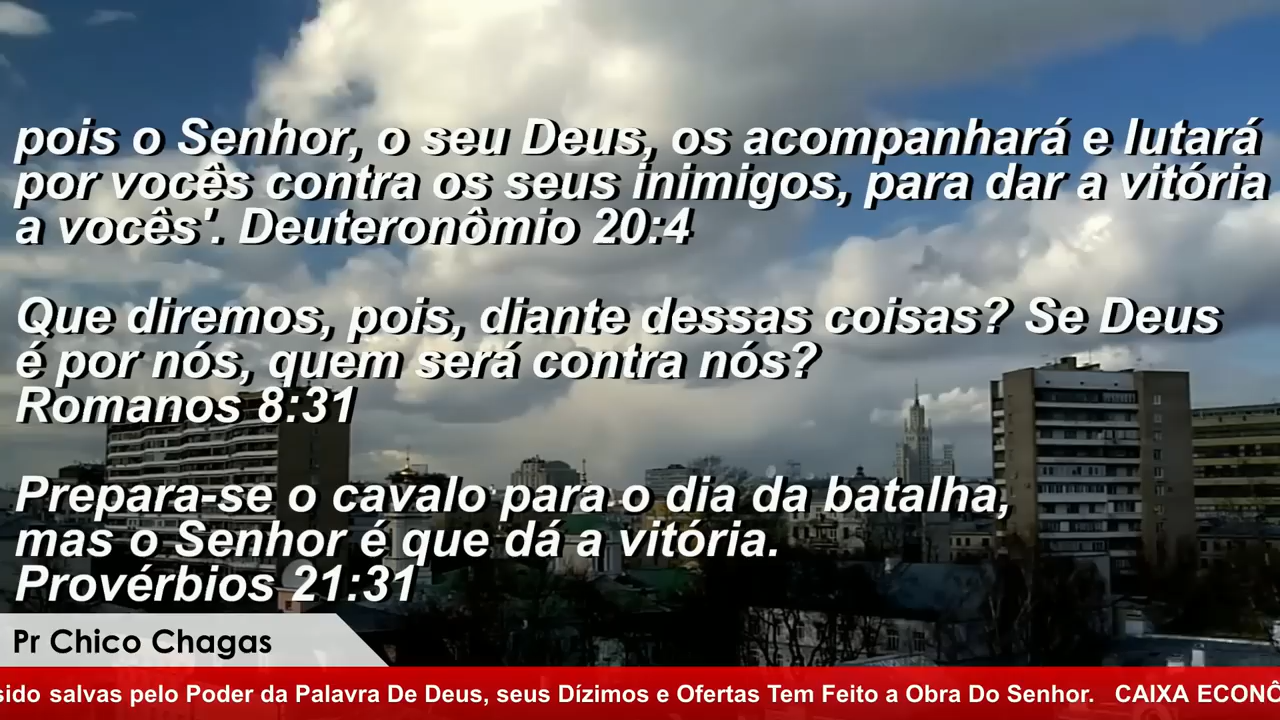 pois o Senhor, o seu Deus, os acompanhará e lutará
por vocês contra os seus inimigos, para dar a vitória
a vocês'. Deuteronômio 20:4
Que diremos, pois, diante dessas coisas? Se Deus
é por nós, quem será contra nós?
Romanos 8:31
Prepara-se o cavalo para o dia da batalha,
mas o Senhor é que dá a vitória.
Provérbios 21:31
Pr Chico Chagas
sido salvas pelo Poder da Palavra De Deus, seus Dízimos e Ofertas Tem Feito a Obra Do Senhor. CAIXA ECONÔ